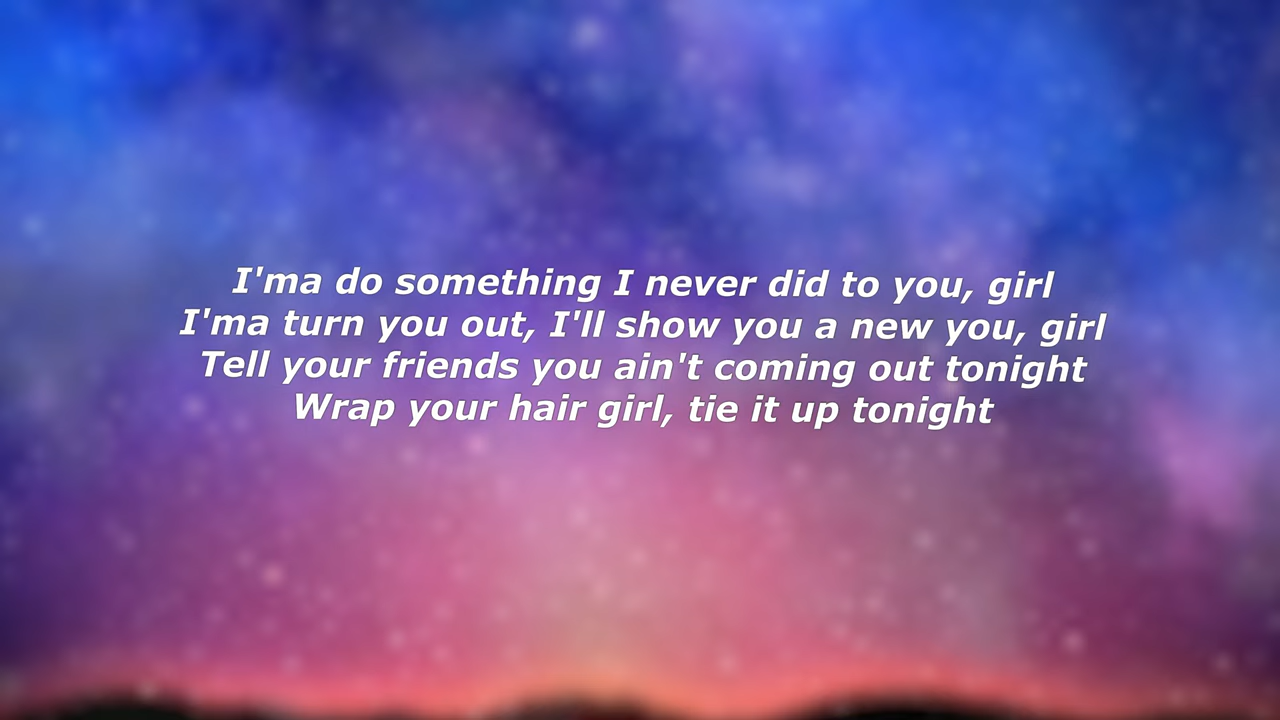 I'ma do something I never did to you, girl
I'ma turn you out, I'll show you a new you, girl
Tell your friends you ain't coming out tonight
Wrap your hair girl, tie it up tonight